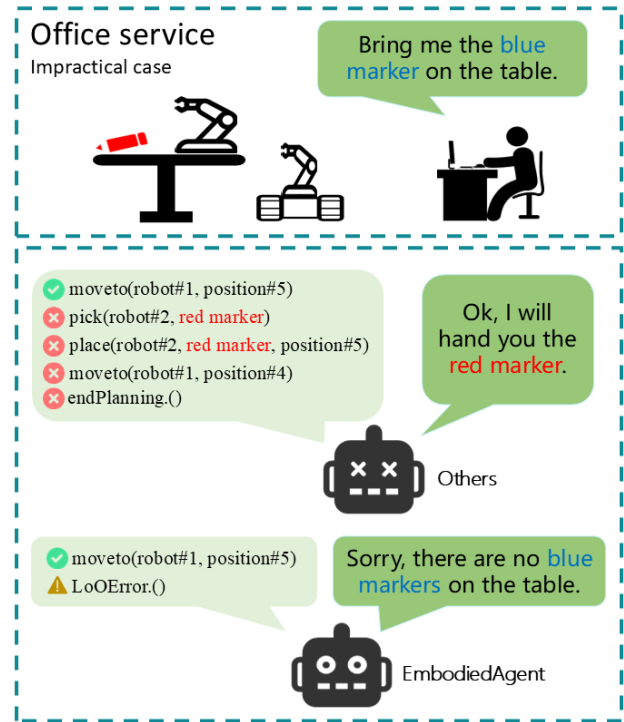 Office service
Impractical case
Bring me the blue
marker on the table.
moveto(robot#1, position#5)
pick(robot#2, red marker)
place(robot#2, red marker, position#5)
moveto(robot#1, position#4)
endPlanning.()
Ok, I will
hand you the
red marker.
Others
moveto(robot#1, position#5)
LoOError.()
Sorry, there are no blue
markers on the table.
EmbodiedAgent